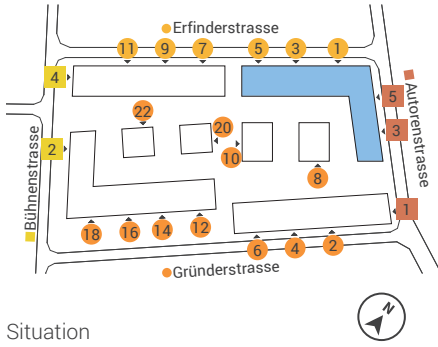 Erfinderstrasse
11 9 7 5 3 1
4
5
Autorenstrasse
22
20
3
2
10
8
Bühnenstrasse
1
18 16 14 12
6 4 2
Gründerstrasse
N
Situation